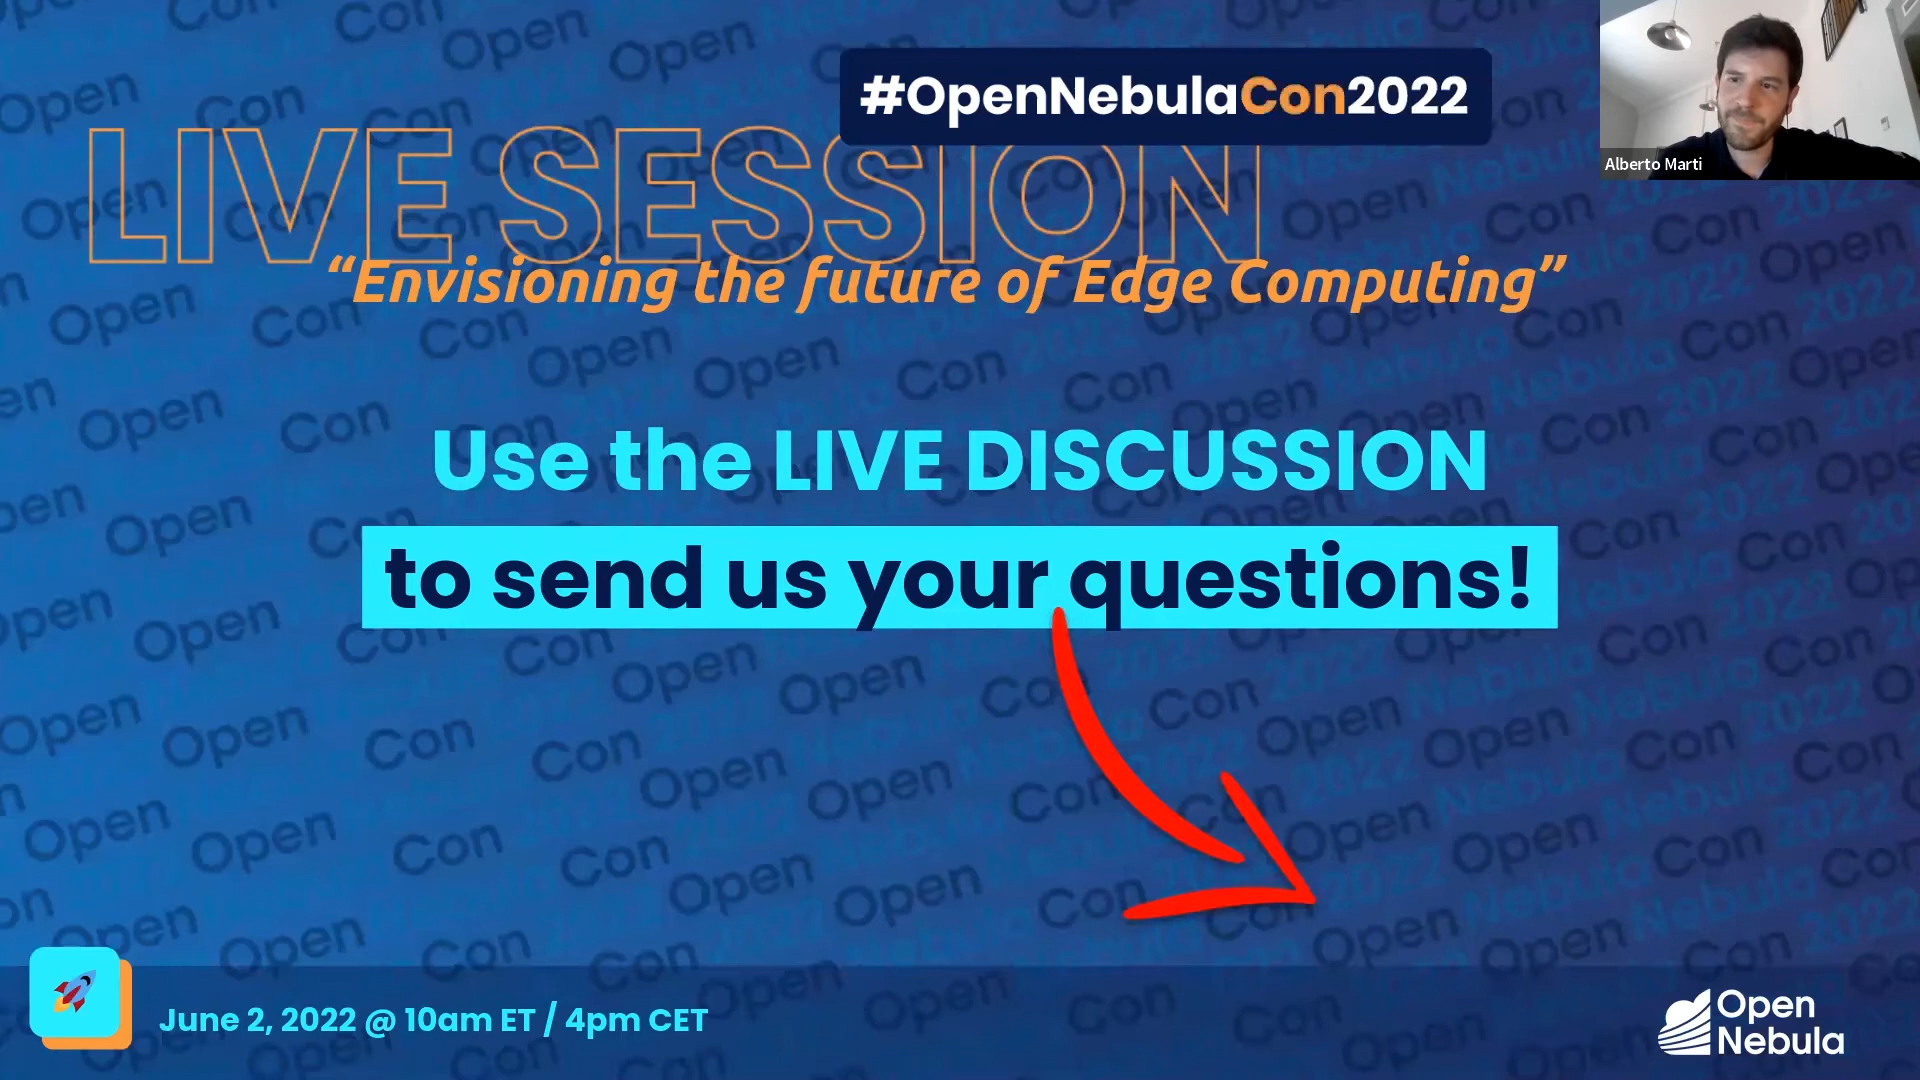 #OpenNebulaCon2022
Alberto Marti
LIVE SESSION
“Envisioning the future of Edge Computing”
Use the LIVE DISCUSSION
to send us your questions!
June 2, 2022 @ 10am ET / 4pm CET
Open
Nebula